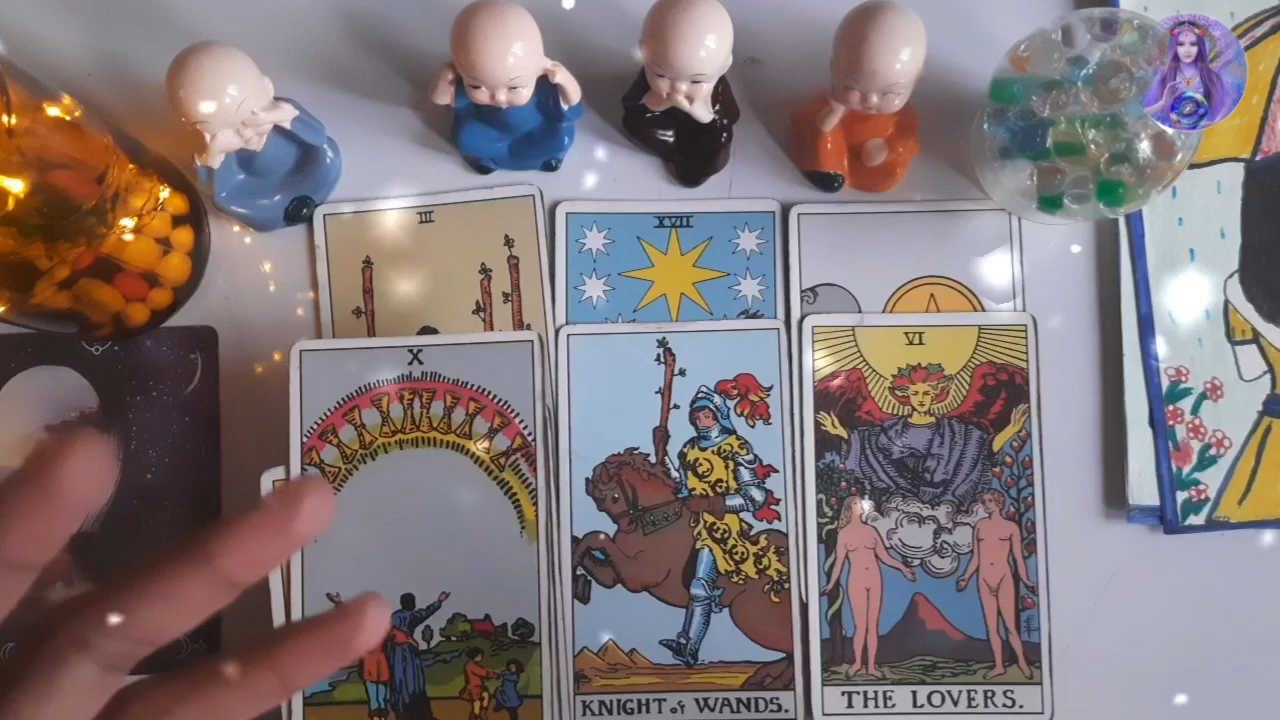 III
XVII
X
VI
KNIGHT of WANDS.
THE LOVERS.